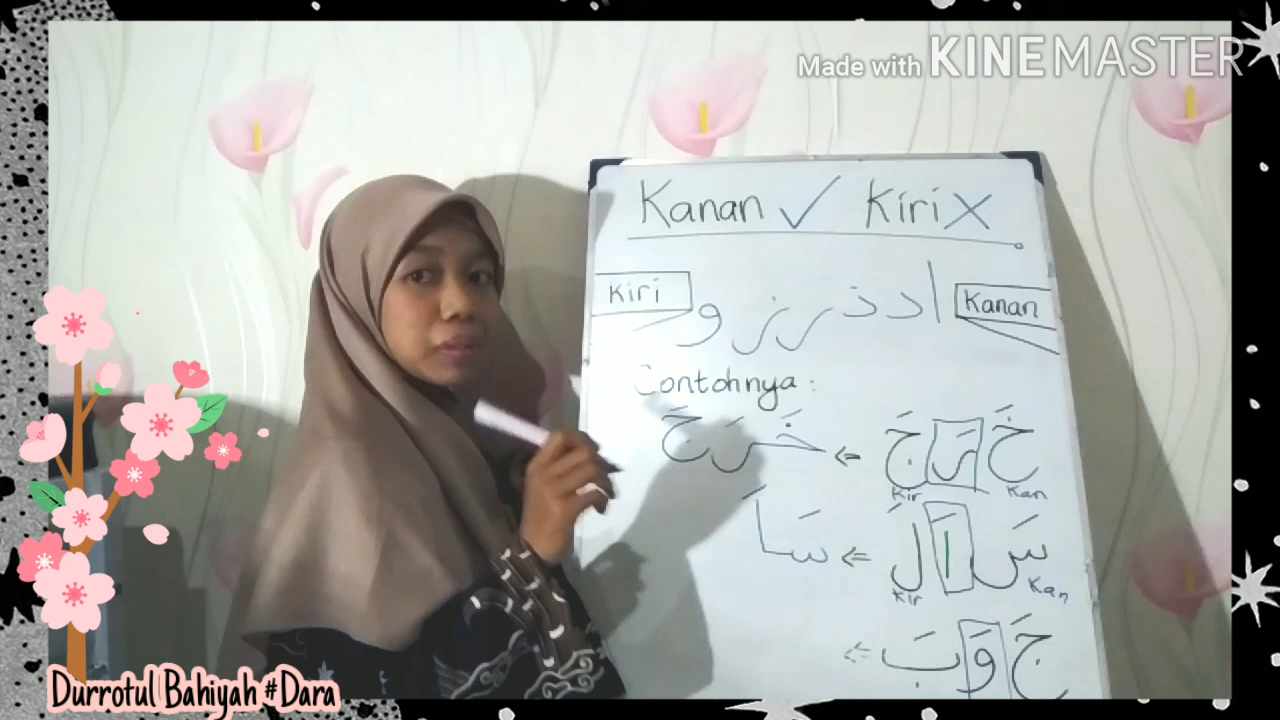 Made with KINEMASTER
Kanan ✓ Kiri X
Kiri ا د ذ ر ز و Kanan
Contohnya :
خَ رَ جَ ⇐ خَرَجَ
Kir Kan
سَ ا لَ ⇐ سَا
Kir Kan
جَ وَ بَ ⇐
Durrotul Bahiyah #Dara